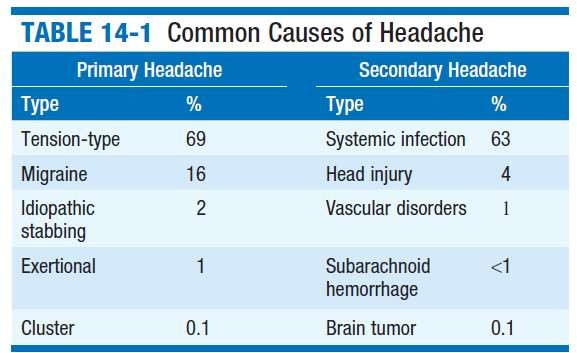 TABLE 14-1 Common Causes of Headache
Primary Headache Secondary Headache
Type % Type %
Tension-type 69 Systemic infection 63
Migraine 16 Head injury 4
Idiopathic stabbing 2 Vascular disorders 1
Exertional 1 Subarachnoid hemorrhage <1
Cluster 0.1 Brain tumor 0.1